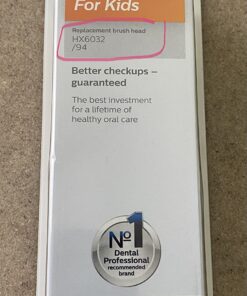 For Kids
Replacement brush head
HX6032
/94
Better checkups –
guaranteed
The best investment
for a lifetime of
healthy oral care
Nº1
Dental
Professional
recommended
brand